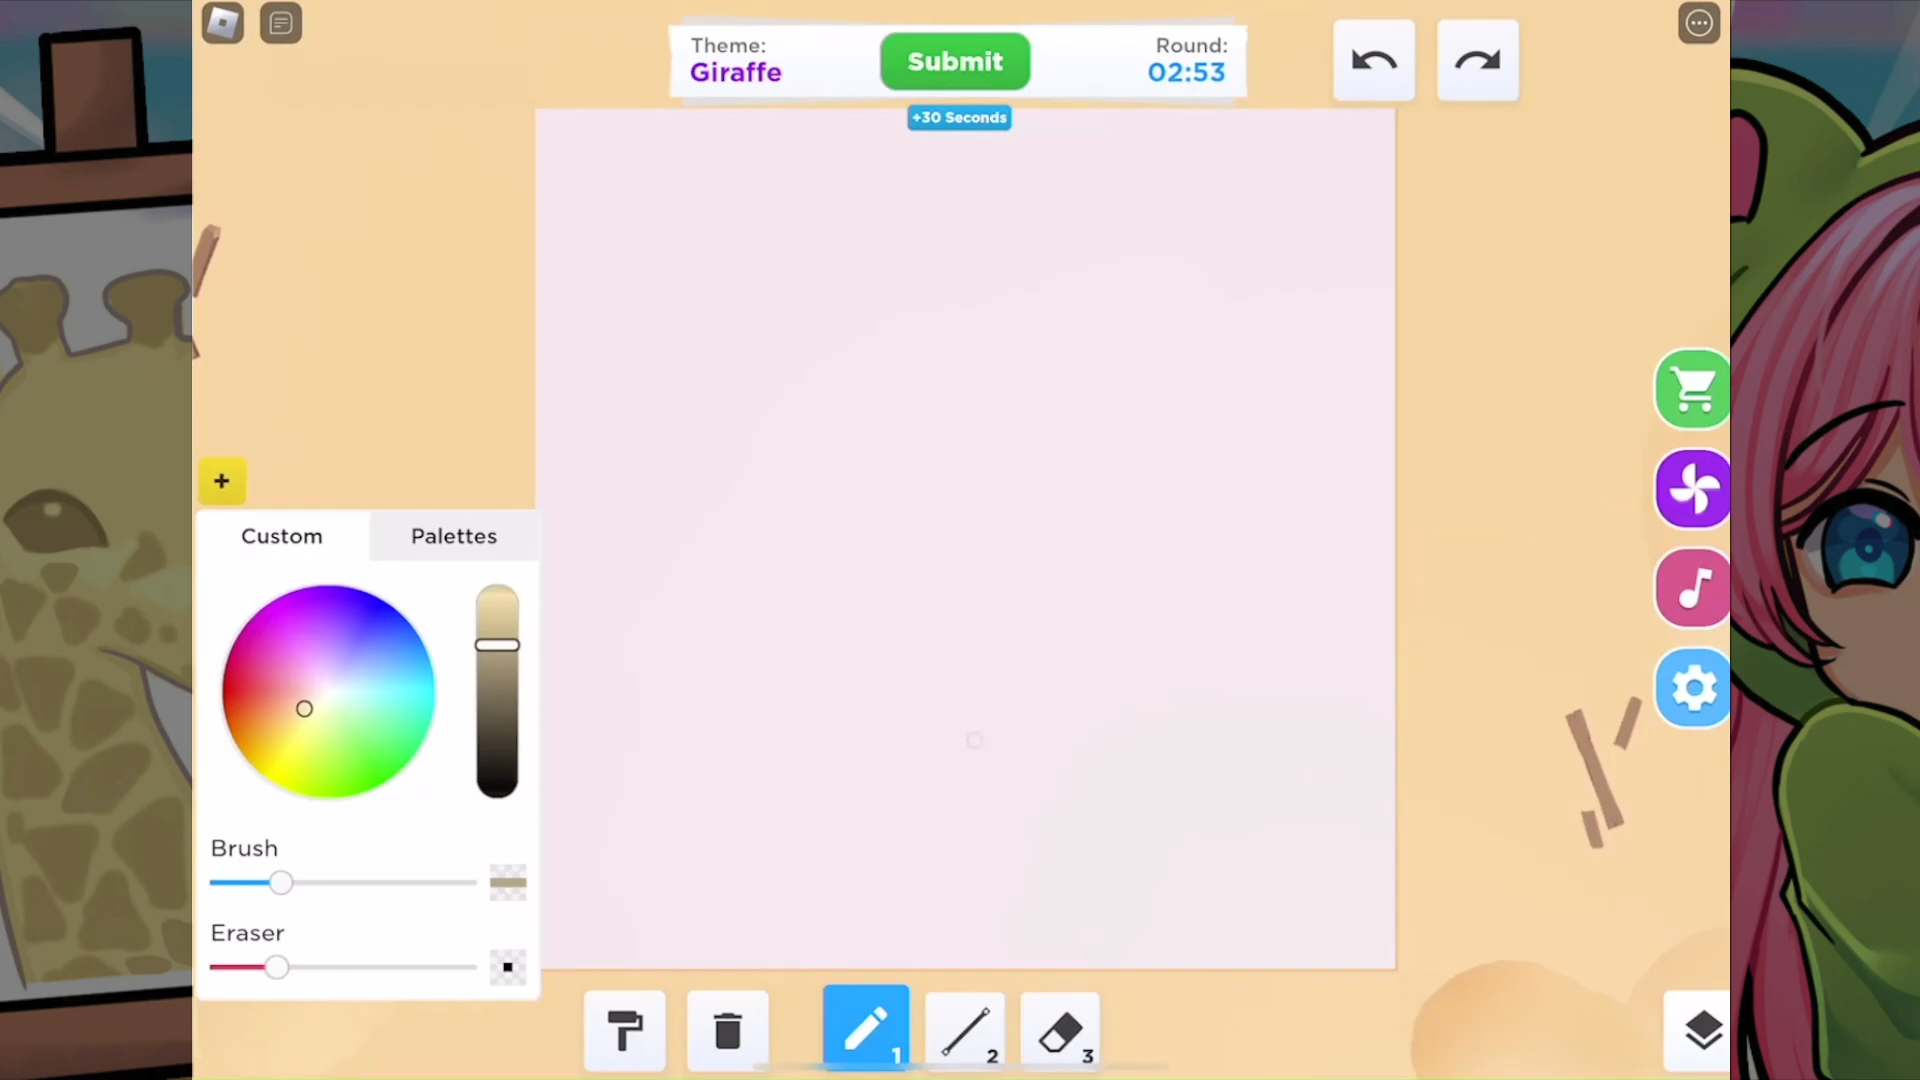 Theme:
Giraffe
Submit
Round:
02:53
+30 Seconds
+
Custom
Palettes
Brush
Eraser
1
2
3